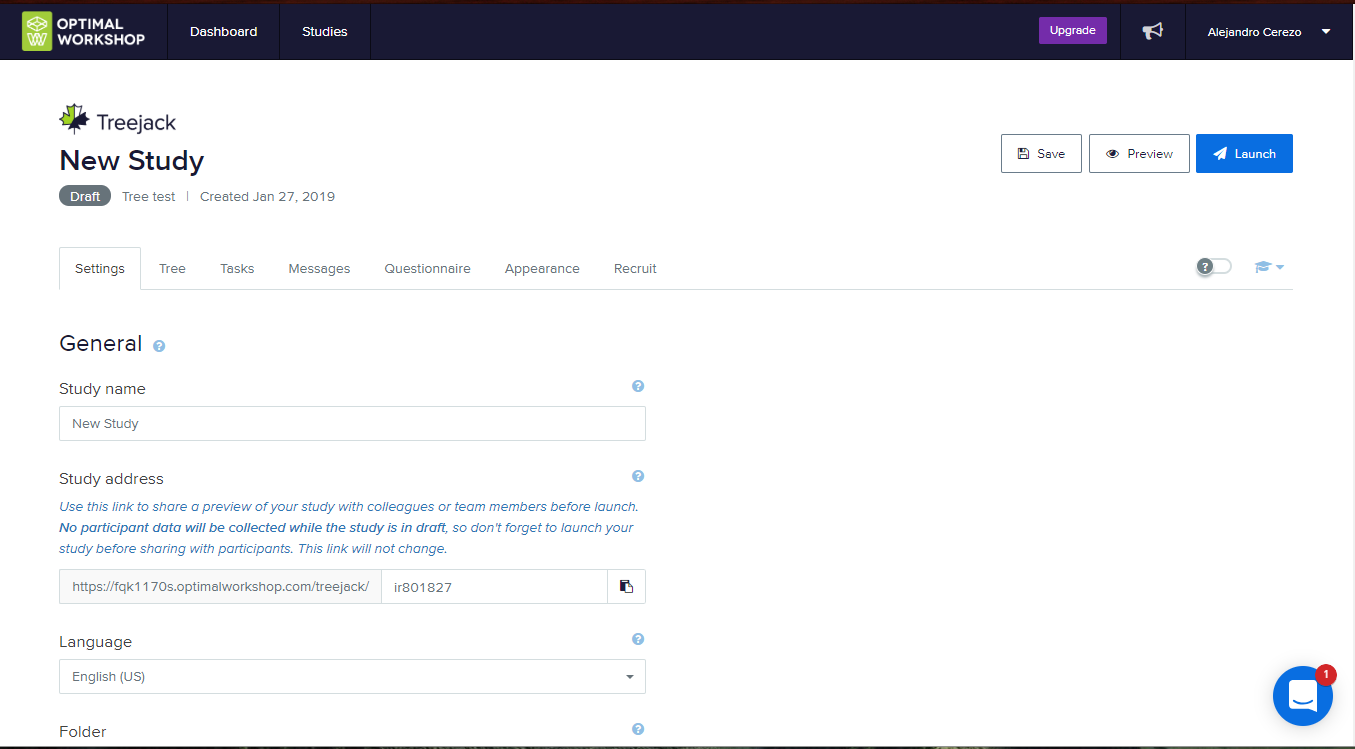 OPTIMAL
WORKSHOP
Dashboard
Studies
Upgrade
Alejandro Cerezo
Treejack
New Study
Save
Preview
Launch
Draft
Tree test | Created Jan 27, 2019
Settings
Tree
Tasks
Messages
Questionnaire
Appearance
Recruit
?
General ?
Study name ?
New Study
Study address ?
Use this link to share a preview of your study with colleagues or team members before launch.
No participant data will be collected while the study is in draft, so don't forget to launch your
study before sharing with participants. This link will not change.
https://fqk1170s.optimalworkshop.com/treejack/ ir801827
Language ?
English (US)
1
Folder ?